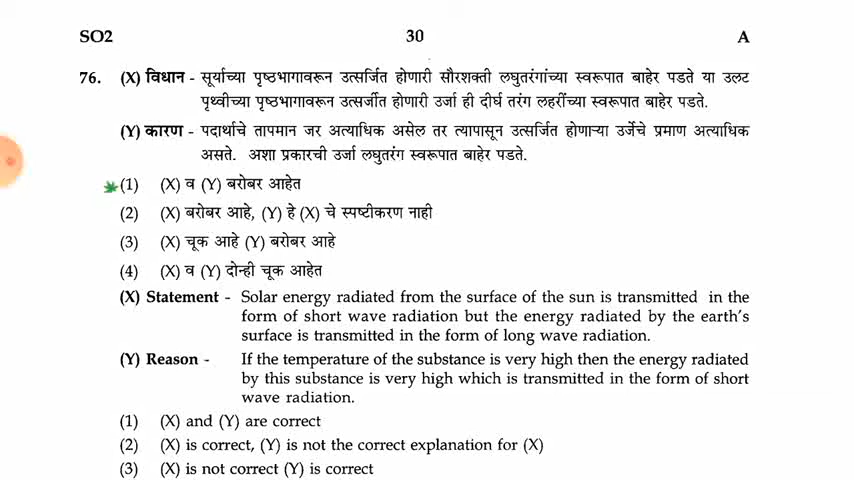 SO2 30 A
76. (X) विधान - सूर्याच्या पृष्ठभागावरून उत्सर्जित होणारी सौरशक्ती लघुतरंगांच्या स्वरूपात बाहेर पडते या उलट
पृथ्वीच्या पृष्ठभागावरून उत्सर्जीत होणारी उर्जा ही दीर्घ तरंग लहरींच्या स्वरूपात बाहेर पडते.
(Y) कारण - पदार्थाचे तापमान जर अत्याधिक असेल तर त्यापासून उत्सर्जित होणाऱ्या उर्जेचे प्रमाण अत्याधिक
असते. अशा प्रकारची उर्जा लघुतरंग स्वरूपात बाहेर पडते.
(1) (X) व (Y) बरोबर आहेत
(2) (X) बरोबर आहे, (Y) हे (X) चे स्पष्टीकरण नाही
(3) (X) चूक आहे (Y) बरोबर आहे
(4) (X) व (Y) दोन्ही चूक आहेत
(X) Statement - Solar energy radiated from the surface of the sun is transmitted in the
form of short wave radiation but the energy radiated by the earth's
surface is transmitted in the form of long wave radiation.
(Y) Reason - If the temperature of the substance is very high then the energy radiated
by this substance is very high which is transmitted in the form of short
wave radiation.
(1) (X) and (Y) are correct
(2) (X) is correct, (Y) is not the correct explanation for (X)
(3) (X) is not correct (Y) is correct